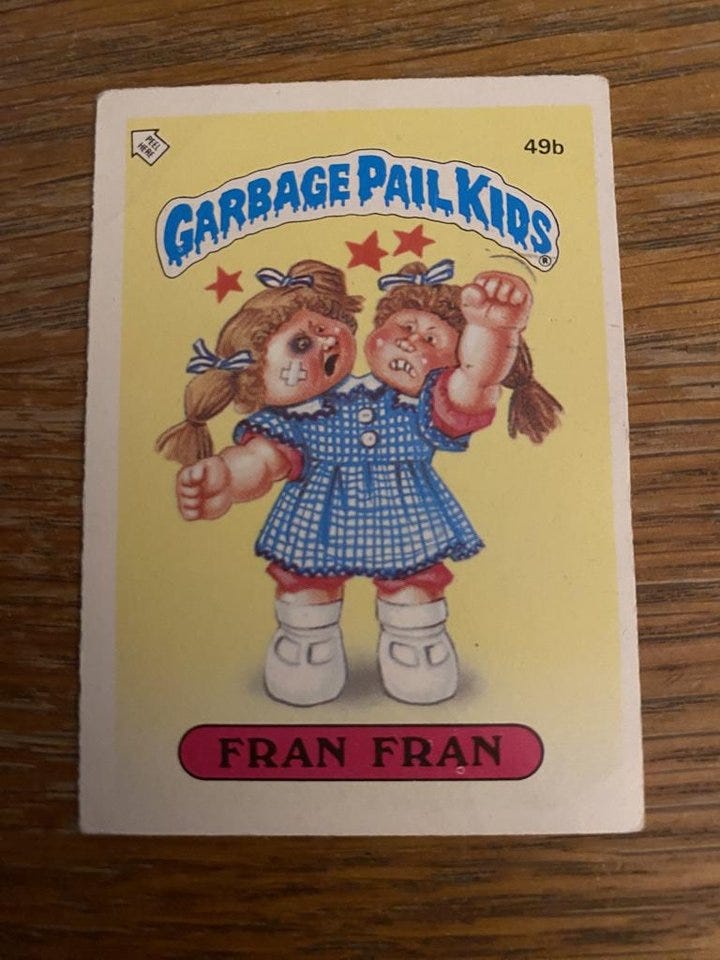 PEEL
HERE
49b
GARBAGE PAIL KIDS
®
FRAN FRAN